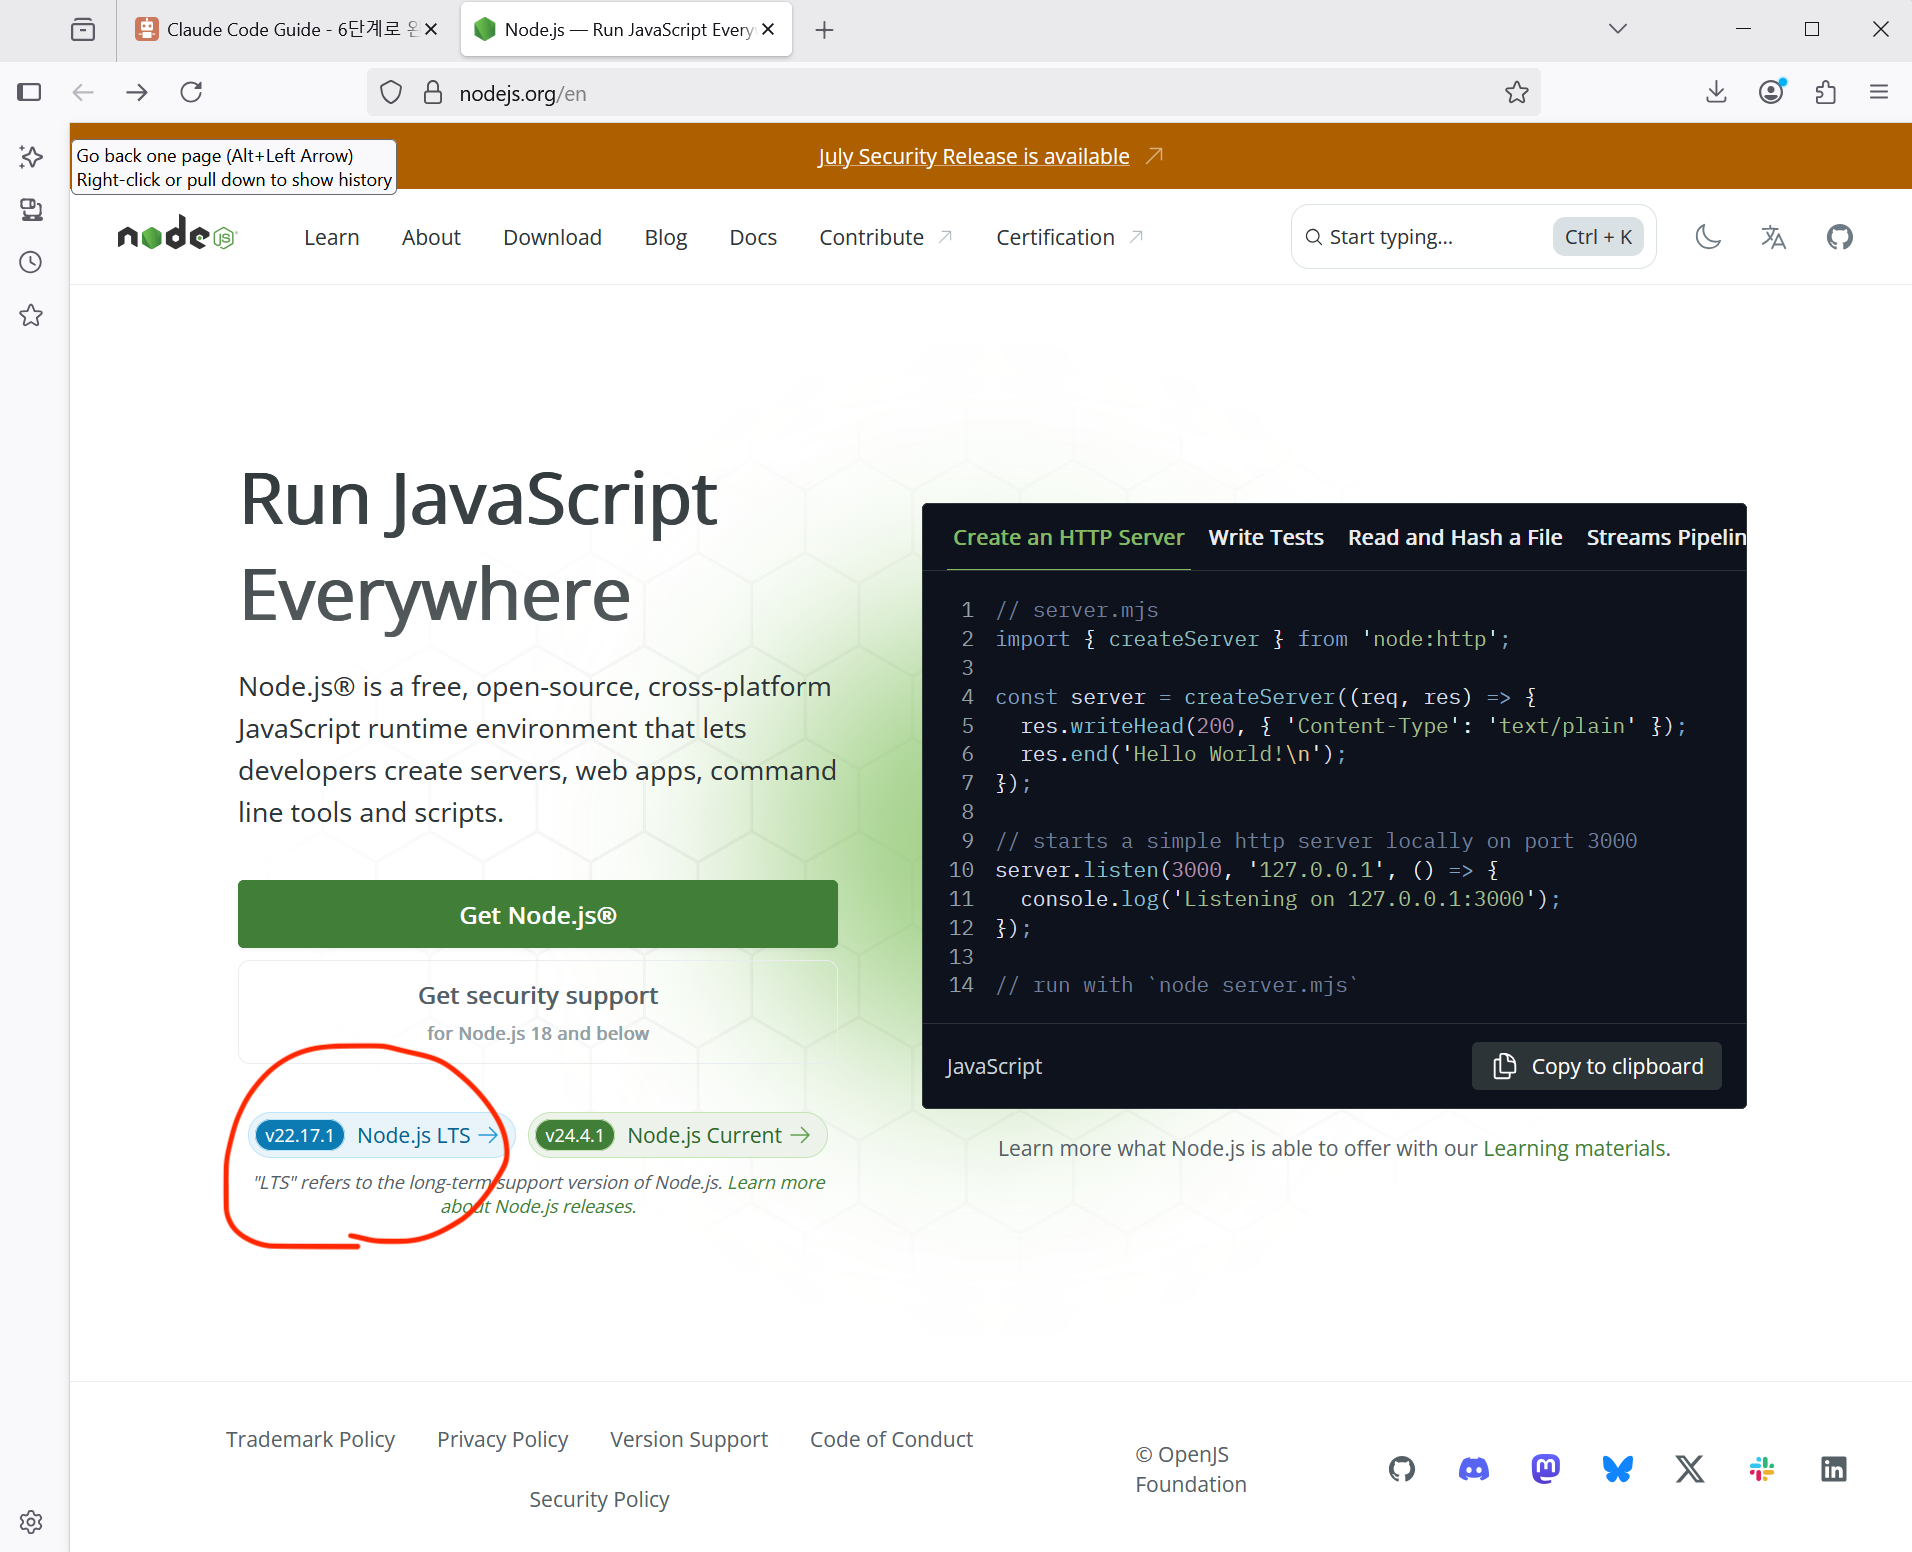 Claude Code Guide - 6단계로
Node.js — Run JavaScript Every
nodejs.org/en
Go back one page (Alt+Left Arrow)
Right-click or pull down to show history
July Security Release is available
node JS
Learn
About
Download
Blog
Docs
Contribute
Certification
Start typing...
Ctrl + K
Run JavaScript
Everywhere
Node.js® is a free, open-source, cross-platform
JavaScript runtime environment that lets
developers create servers, web apps, command
line tools and scripts.
Get Node.js®
Get security support
for Node.js 18 and below
v22.17.1 Node.js LTS
v24.4.1 Node.js Current
"LTS" refers to the long-term support version of Node.js. Learn more
about Node.js releases.
Create an HTTP Server
Write Tests
Read and Hash a File
Streams Pipelin
1 // server.mjs
2 import { createServer } from 'node:http';
3
4 const server = createServer((req, res) => {
5   res.writeHead(200, { 'Content-Type': 'text/plain' });
6   res.end('Hello World!\n');
7 });
8
9 // starts a simple http server locally on port 3000
10 server.listen(3000, '127.0.0.1', () => {
11   console.log('Listening on 127.0.0.1:3000');
12 });
13
14 // run with `node server.mjs`
JavaScript
Copy to clipboard
Learn more what Node.js is able to offer with our Learning materials.
Trademark Policy
Privacy Policy
Version Support
Code of Conduct
Security Policy
© OpenJS
Foundation